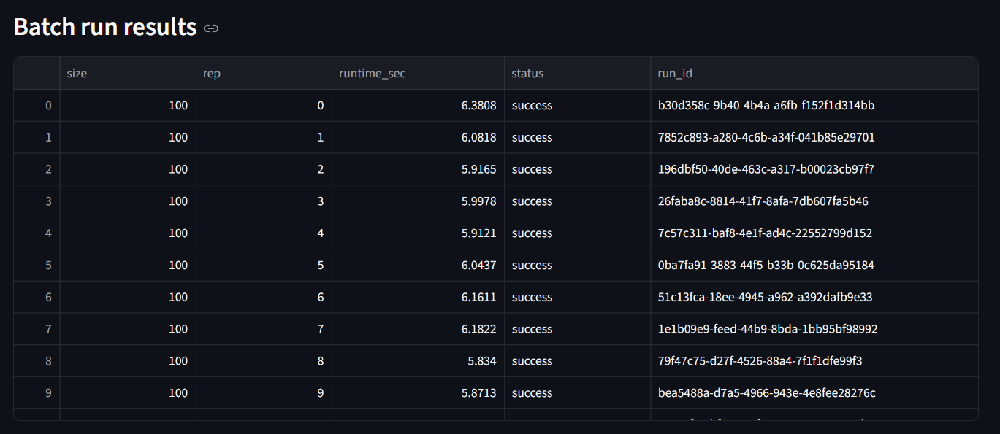 Batch run results
size rep runtime_sec status run_id
0 100 0 6.3808 success b30d358c-9b40-4b4a-a6fb-f152f1d314bb
1 100 1 6.0818 success 7852c893-a280-4c6b-a34f-041b85e29701
2 100 2 5.9165 success 196dbf50-40de-463c-a317-b00023cb97f7
3 100 3 5.9978 success 26faba8c-8814-41f7-8afa-7db607fa5b46
4 100 4 5.9121 success 7c57c311-baf8-4e1f-ad4c-22552799d152
5 100 5 6.0437 success 0ba7fa91-3883-44f5-b33b-0c625da95184
6 100 6 6.1611 success 51c13fca-18ee-4945-a962-a392dafb9e33
7 100 7 6.1822 success 1e1b09e9-feed-44b9-8bda-1bb95bf98992
8 100 8 5.834 success 79f47c75-d27f-4526-88a4-7f1f1dfe99f3
9 100 9 5.8713 success bea5488a-d7a5-4966-943e-4e8fee28276c